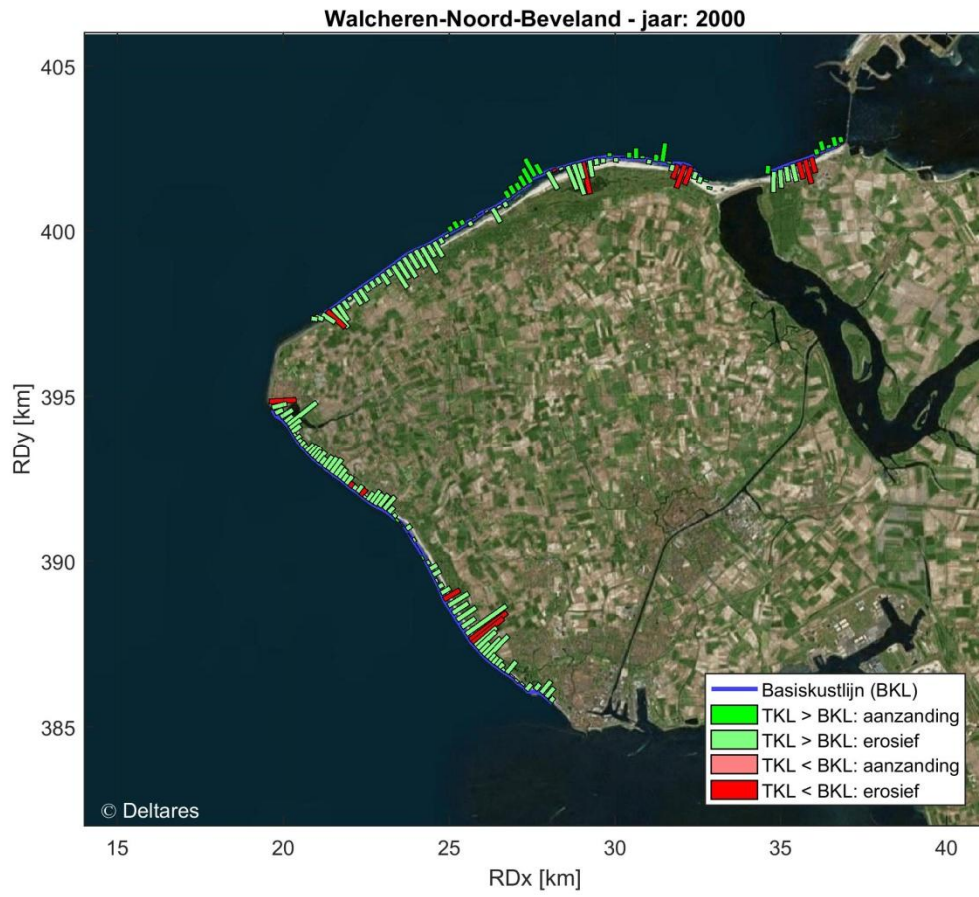 Walcheren-Noord-Beveland - jaar: 2000
405
400
395
390
385
RDy [km]
Basiskustlijn (BKL)
TKL > BKL: aanzanding
TKL > BKL: erosief
TKL < BKL: aanzanding
TKL < BKL: erosief
© Deltares
15 20 25 30 35 40
RDx [km]